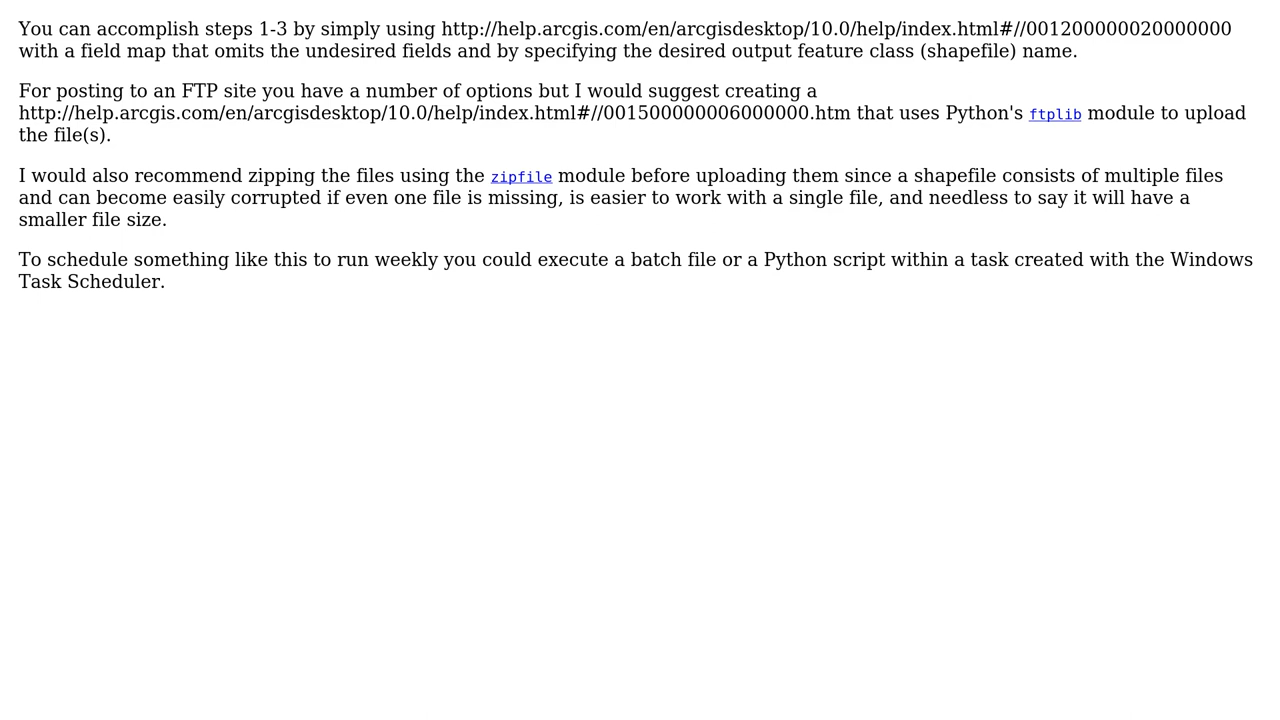 You can accomplish steps 1-3 by simply using http://help.arcgis.com/en/arcgisdesktop/10.0/help/index.html#//001200000020000000
with a field map that omits the undesired fields and by specifying the desired output feature class (shapefile) name.
For posting to an FTP site you have a number of options but I would suggest creating a
http://help.arcgis.com/en/arcgisdesktop/10.0/help/index.html#//001500000006000000.htm that uses Python's ftplib module to upload
the file(s).
I would also recommend zipping the files using the zipfile module before uploading them since a shapefile consists of multiple files
and can become easily corrupted if even one file is missing, is easier to work with a single file, and needless to say it will have a
smaller file size.
To schedule something like this to run weekly you could execute a batch file or a Python script within a task created with the Windows
Task Scheduler.